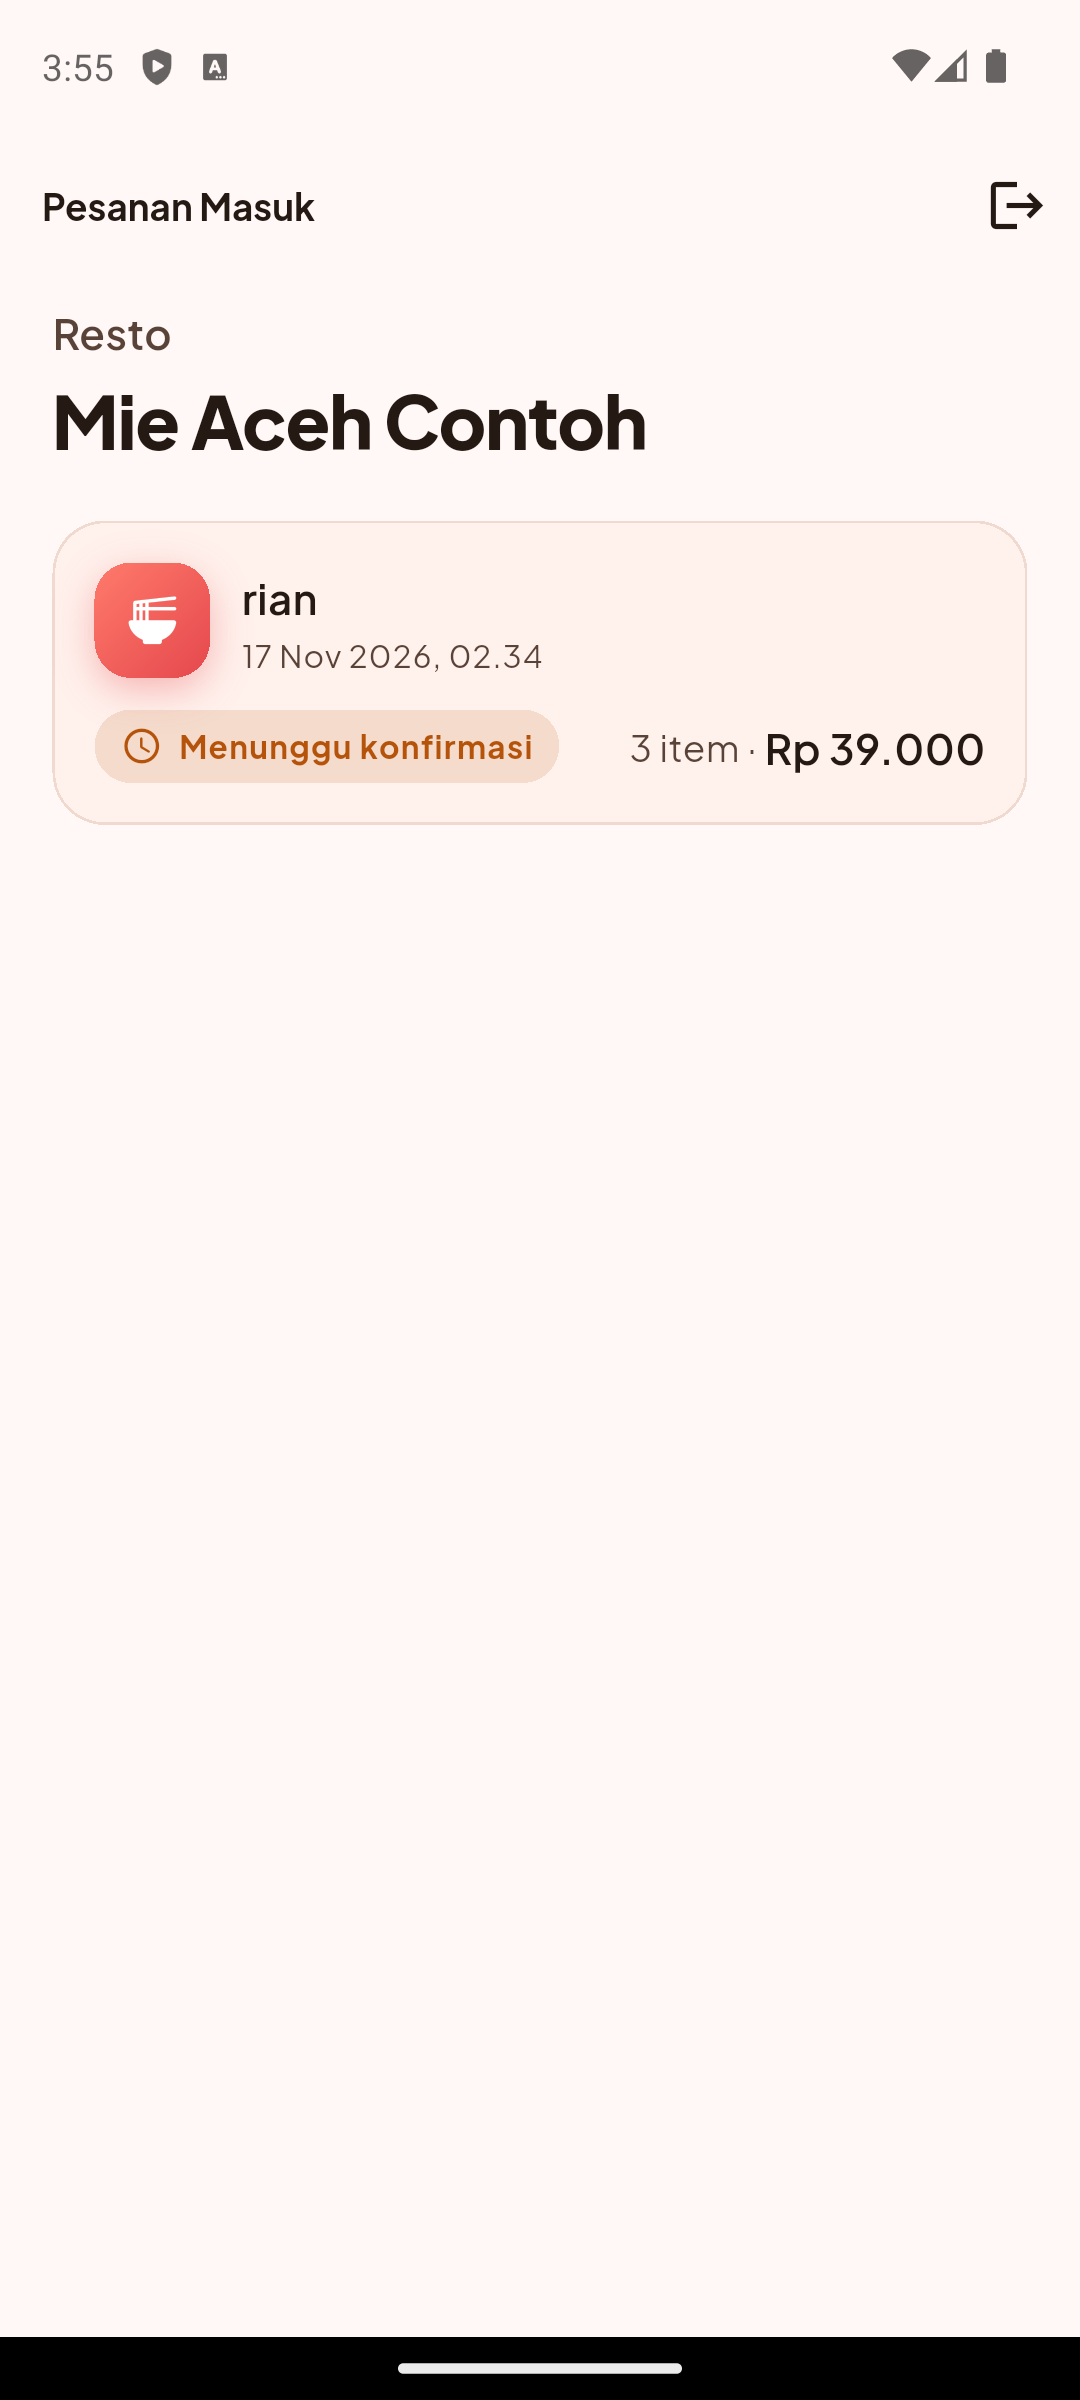 3:55
Pesanan Masuk
Resto
Mie Aceh Contoh
rian
17 Nov 2026, 02.34
Menunggu konfirmasi
3 item · Rp 39.000